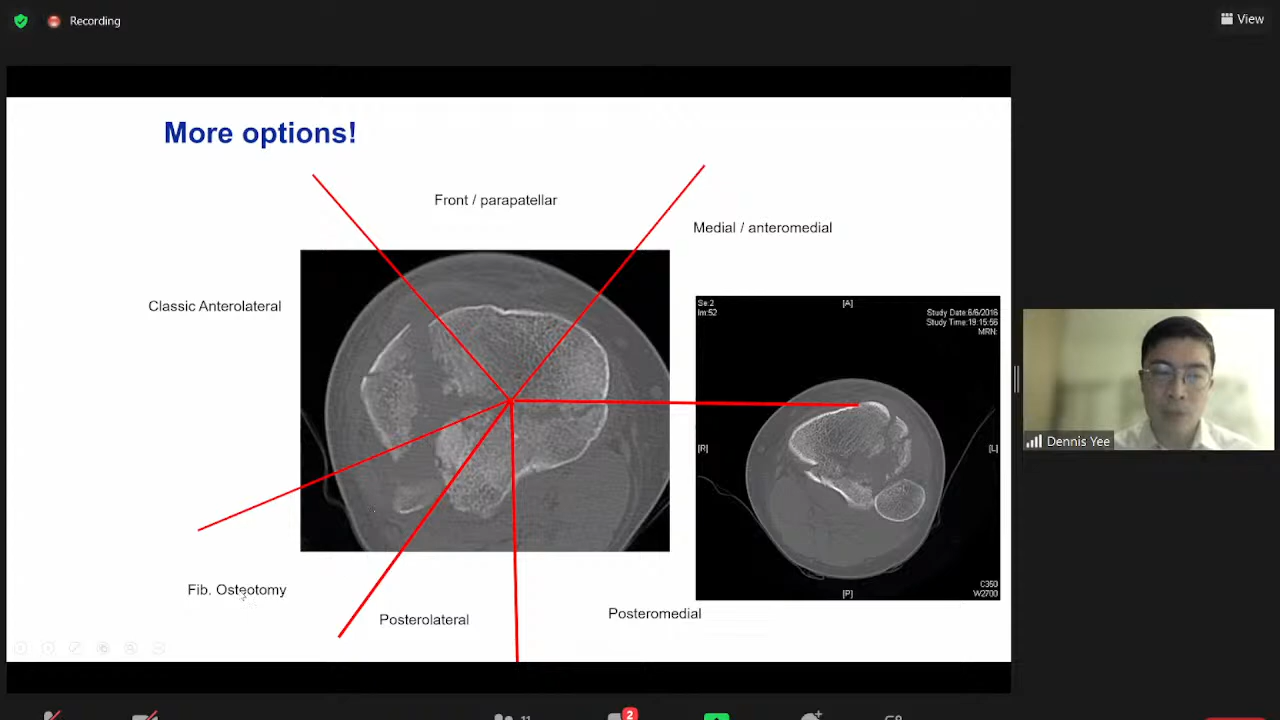 Recording
View
More options!
Front / parapatellar
Medial / anteromedial
Classic Anterolateral
Se:2
Im:52
[A]
Study Date:6/6/2016
Study Time:19:15:56
MRN:
[R]
[L]
Dennis Yee
C350
W2700
[P]
Fib. Osteotomy
Posterolateral
Posteromedial
11
2